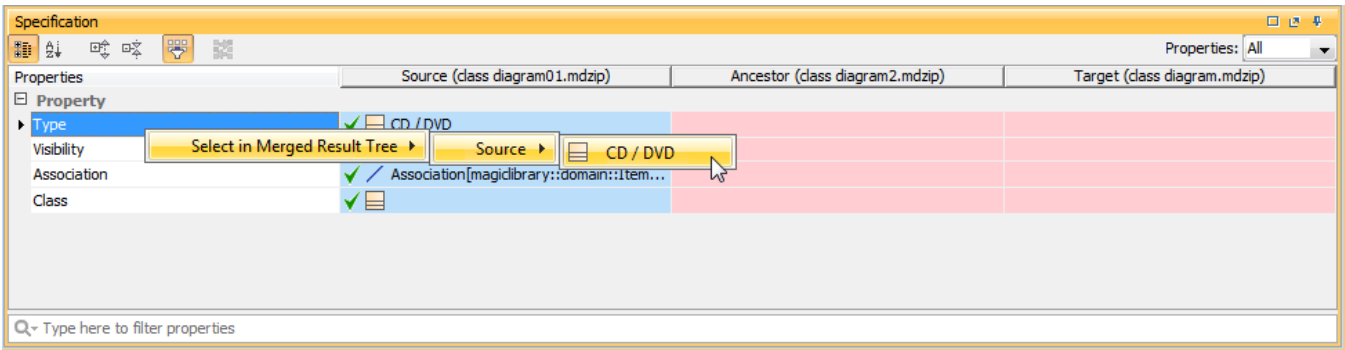 Specification
Properties: All
Properties Source (class diagram01.mdzip) Ancestor (class diagram2.mdzip) Target (class diagram.mdzip)
Property
Type CD / DVD
Select in Merged Result Tree Source CD / DVD
Visibility
Association Association[magiclibrary::domain::Item...
Class
Type here to filter properties